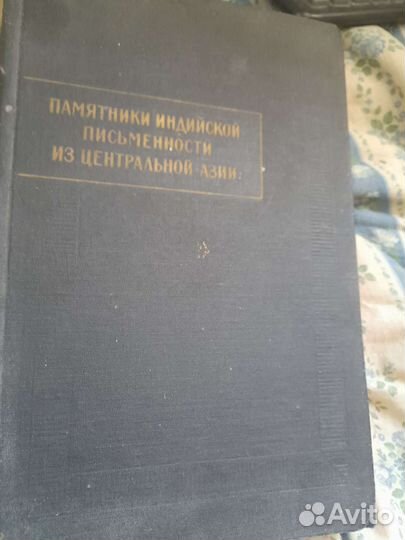 ПАМЯТНИКИ ИНДИЙСКОЙ
ПИСЬМЕННОСТИ
ИЗ ЦЕНТРАЛЬНОЙ АЗИИ
Avito